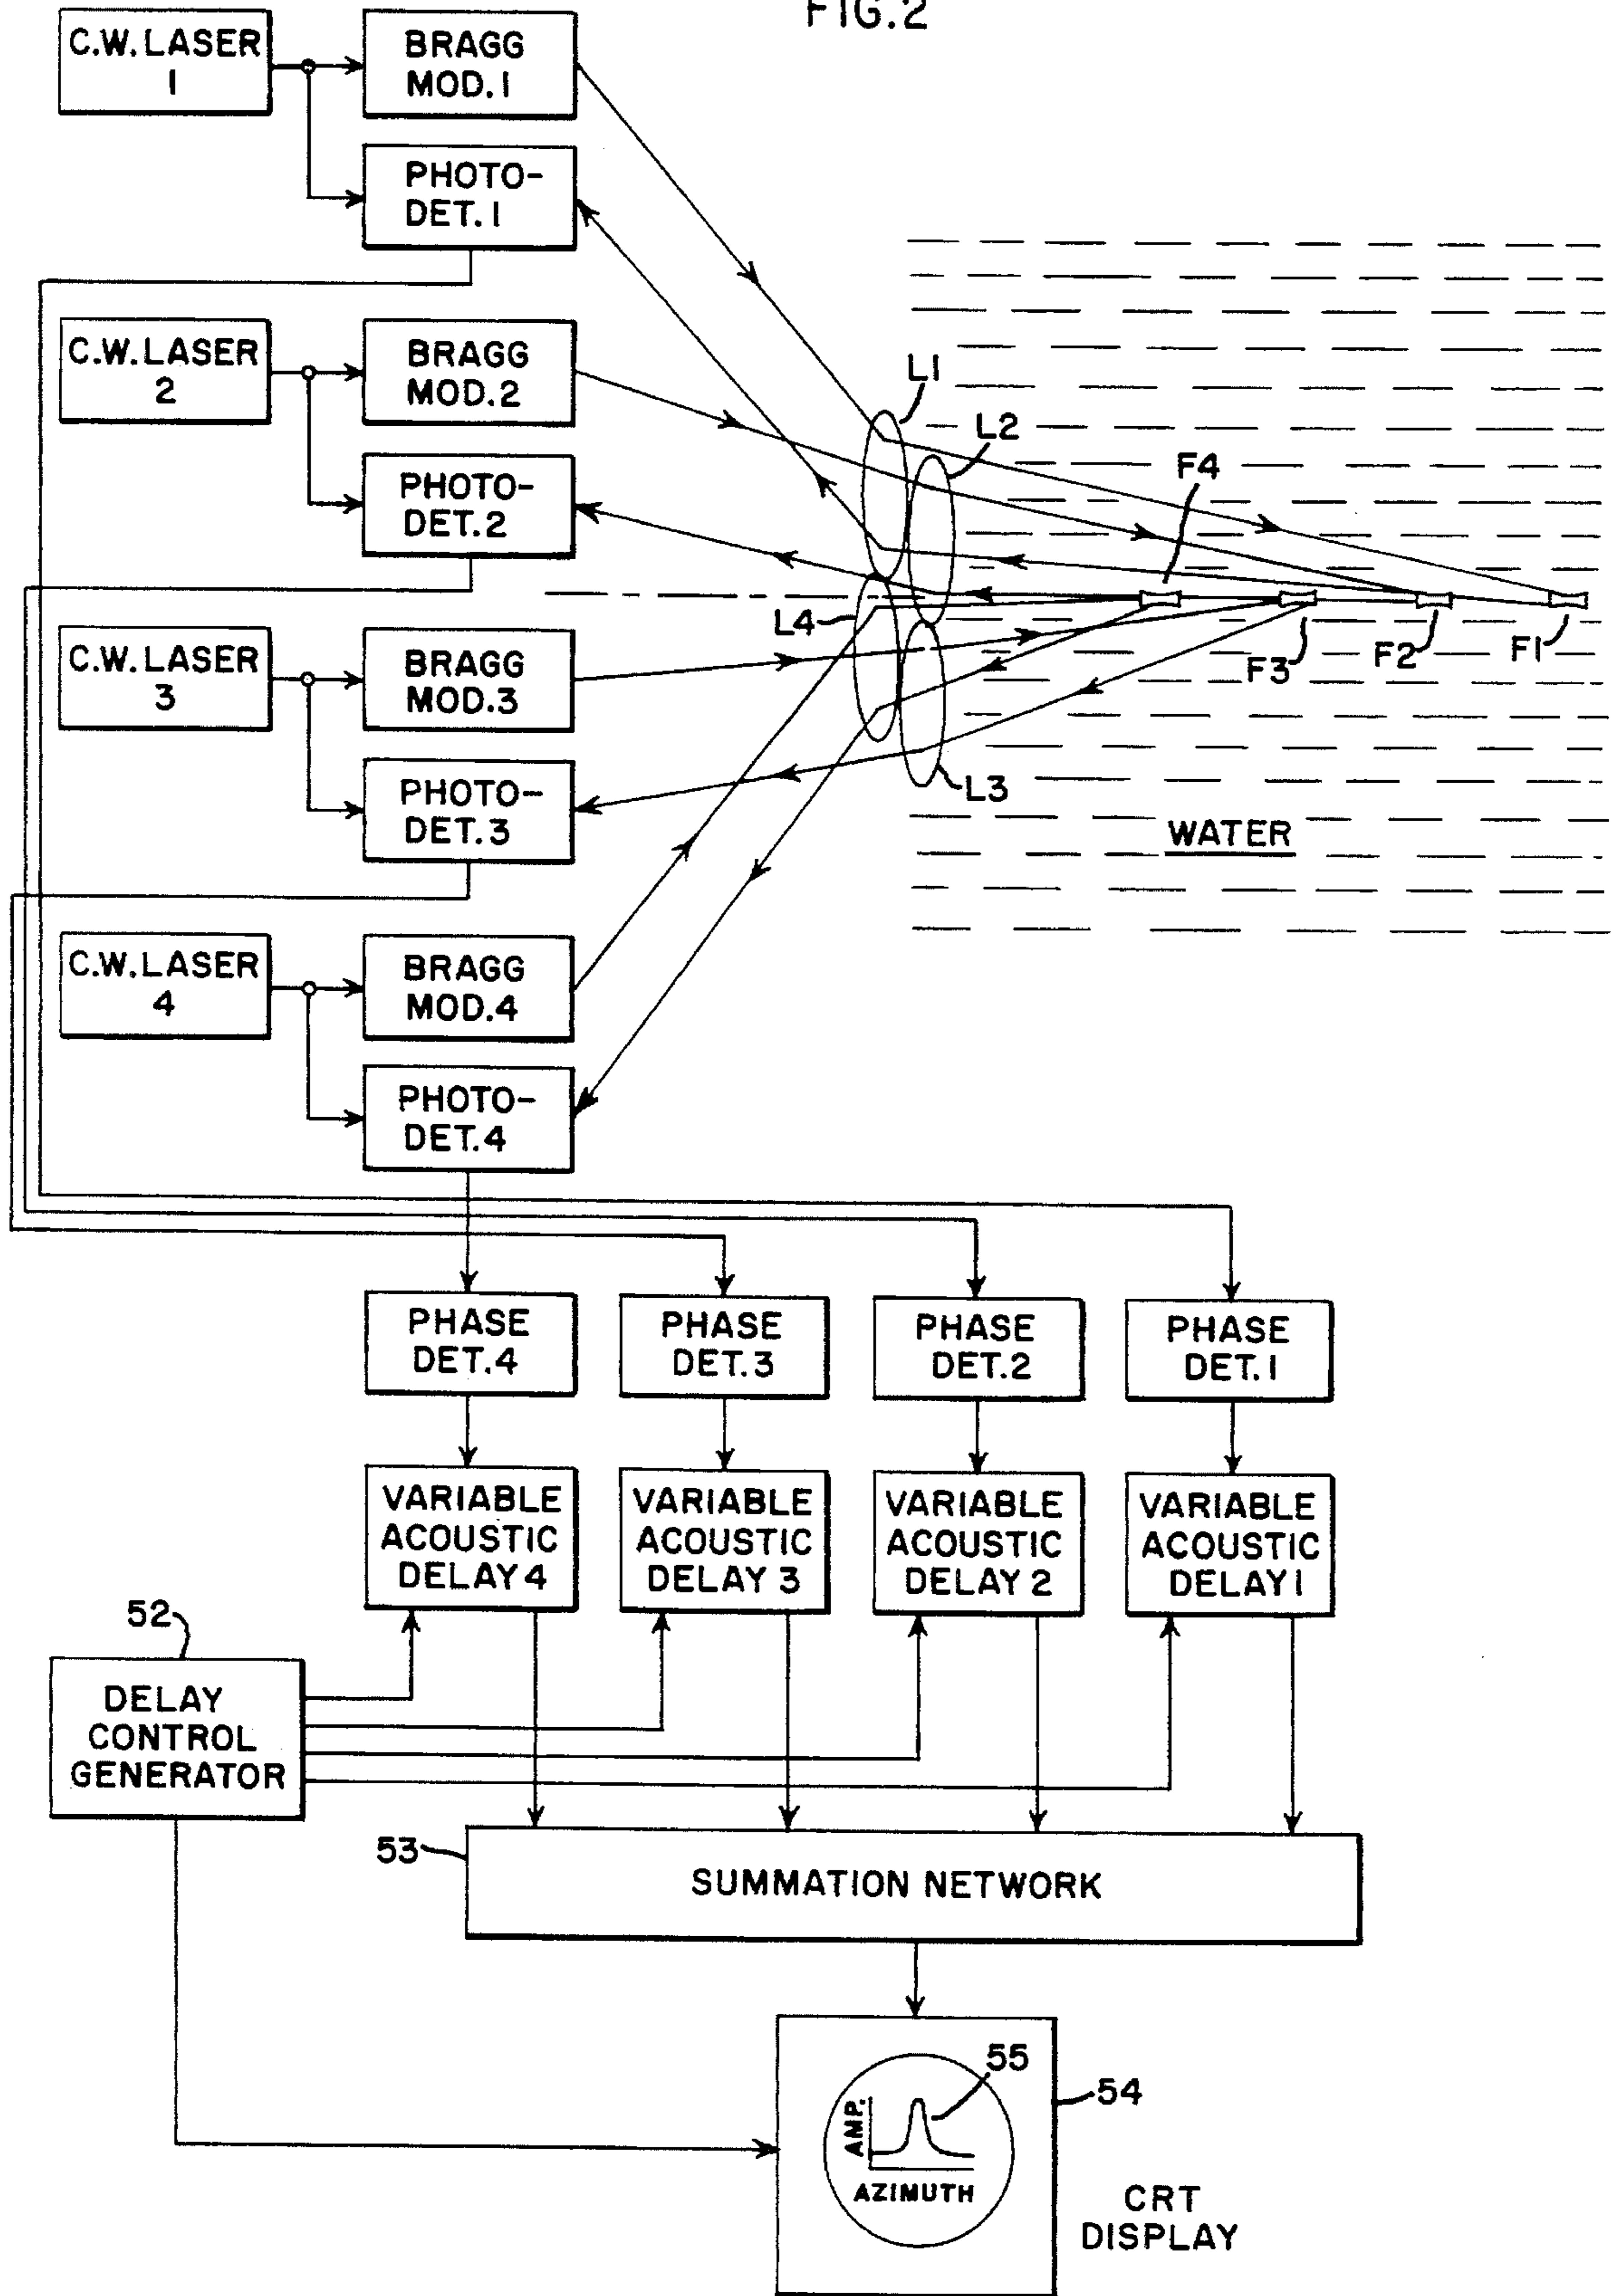 FIG.2
C.W. LASER
1
BRAGG
MOD.1
PHOTO-
DET.1
C.W. LASER
2
BRAGG
MOD.2
PHOTO-
DET.2
C.W. LASER
3
BRAGG
MOD.3
PHOTO-
DET.3
C.W. LASER
4
BRAGG
MOD.4
PHOTO-
DET.4
L1
L2
F4
L4
F3
F2
F1
L3
WATER
PHASE
DET.4
PHASE
DET.3
PHASE
DET.2
PHASE
DET.1
VARIABLE
ACOUSTIC
DELAY 4
VARIABLE
ACOUSTIC
DELAY 3
VARIABLE
ACOUSTIC
DELAY 2
VARIABLE
ACOUSTIC
DELAY 1
52
DELAY
CONTROL
GENERATOR
53
SUMMATION NETWORK
55
54
AMP.
AZIMUTH
CRT
DISPLAY